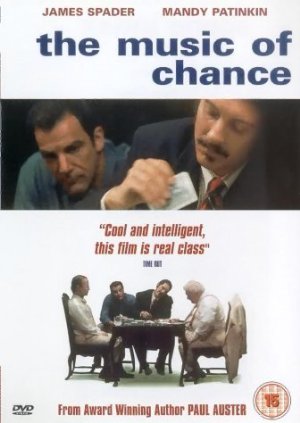 JAMES SPADER MANDY PATINKIN
the music of
chance
“Cool and intelligent,
this film is real class“
TIME OUT
15
DVD
From Award Winning Author PAUL AUSTER